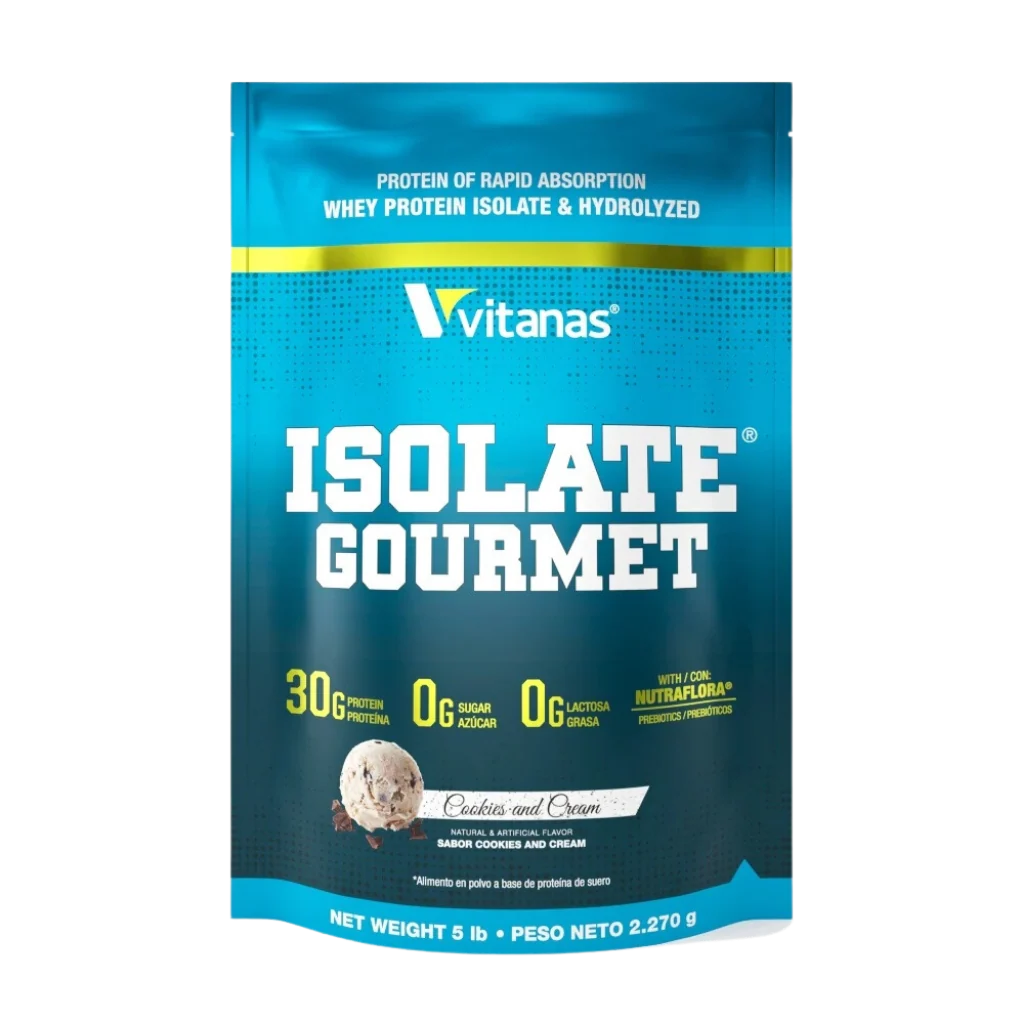 PROTEIN OF RAPID ABSORPTION
WHEY PROTEIN ISOLATE & HYDROLYZED
Vvitanas®
ISOLATE®
GOURMET
30G PROTEIN
PROTEÍNA
0G SUGAR
AZÚCAR
0G LACTOSA
GRASA
WITH / CON:
NUTRAFLORA®
PREBIOTICS / PREBIÓTICOS
Cookies and Cream
NATURAL & ARTIFICIAL FLAVOR
SABOR COOKIES AND CREAM
*Alimento en polvo a base de proteína de suero
NET WEIGHT 5 lb • PESO NETO 2.270 g